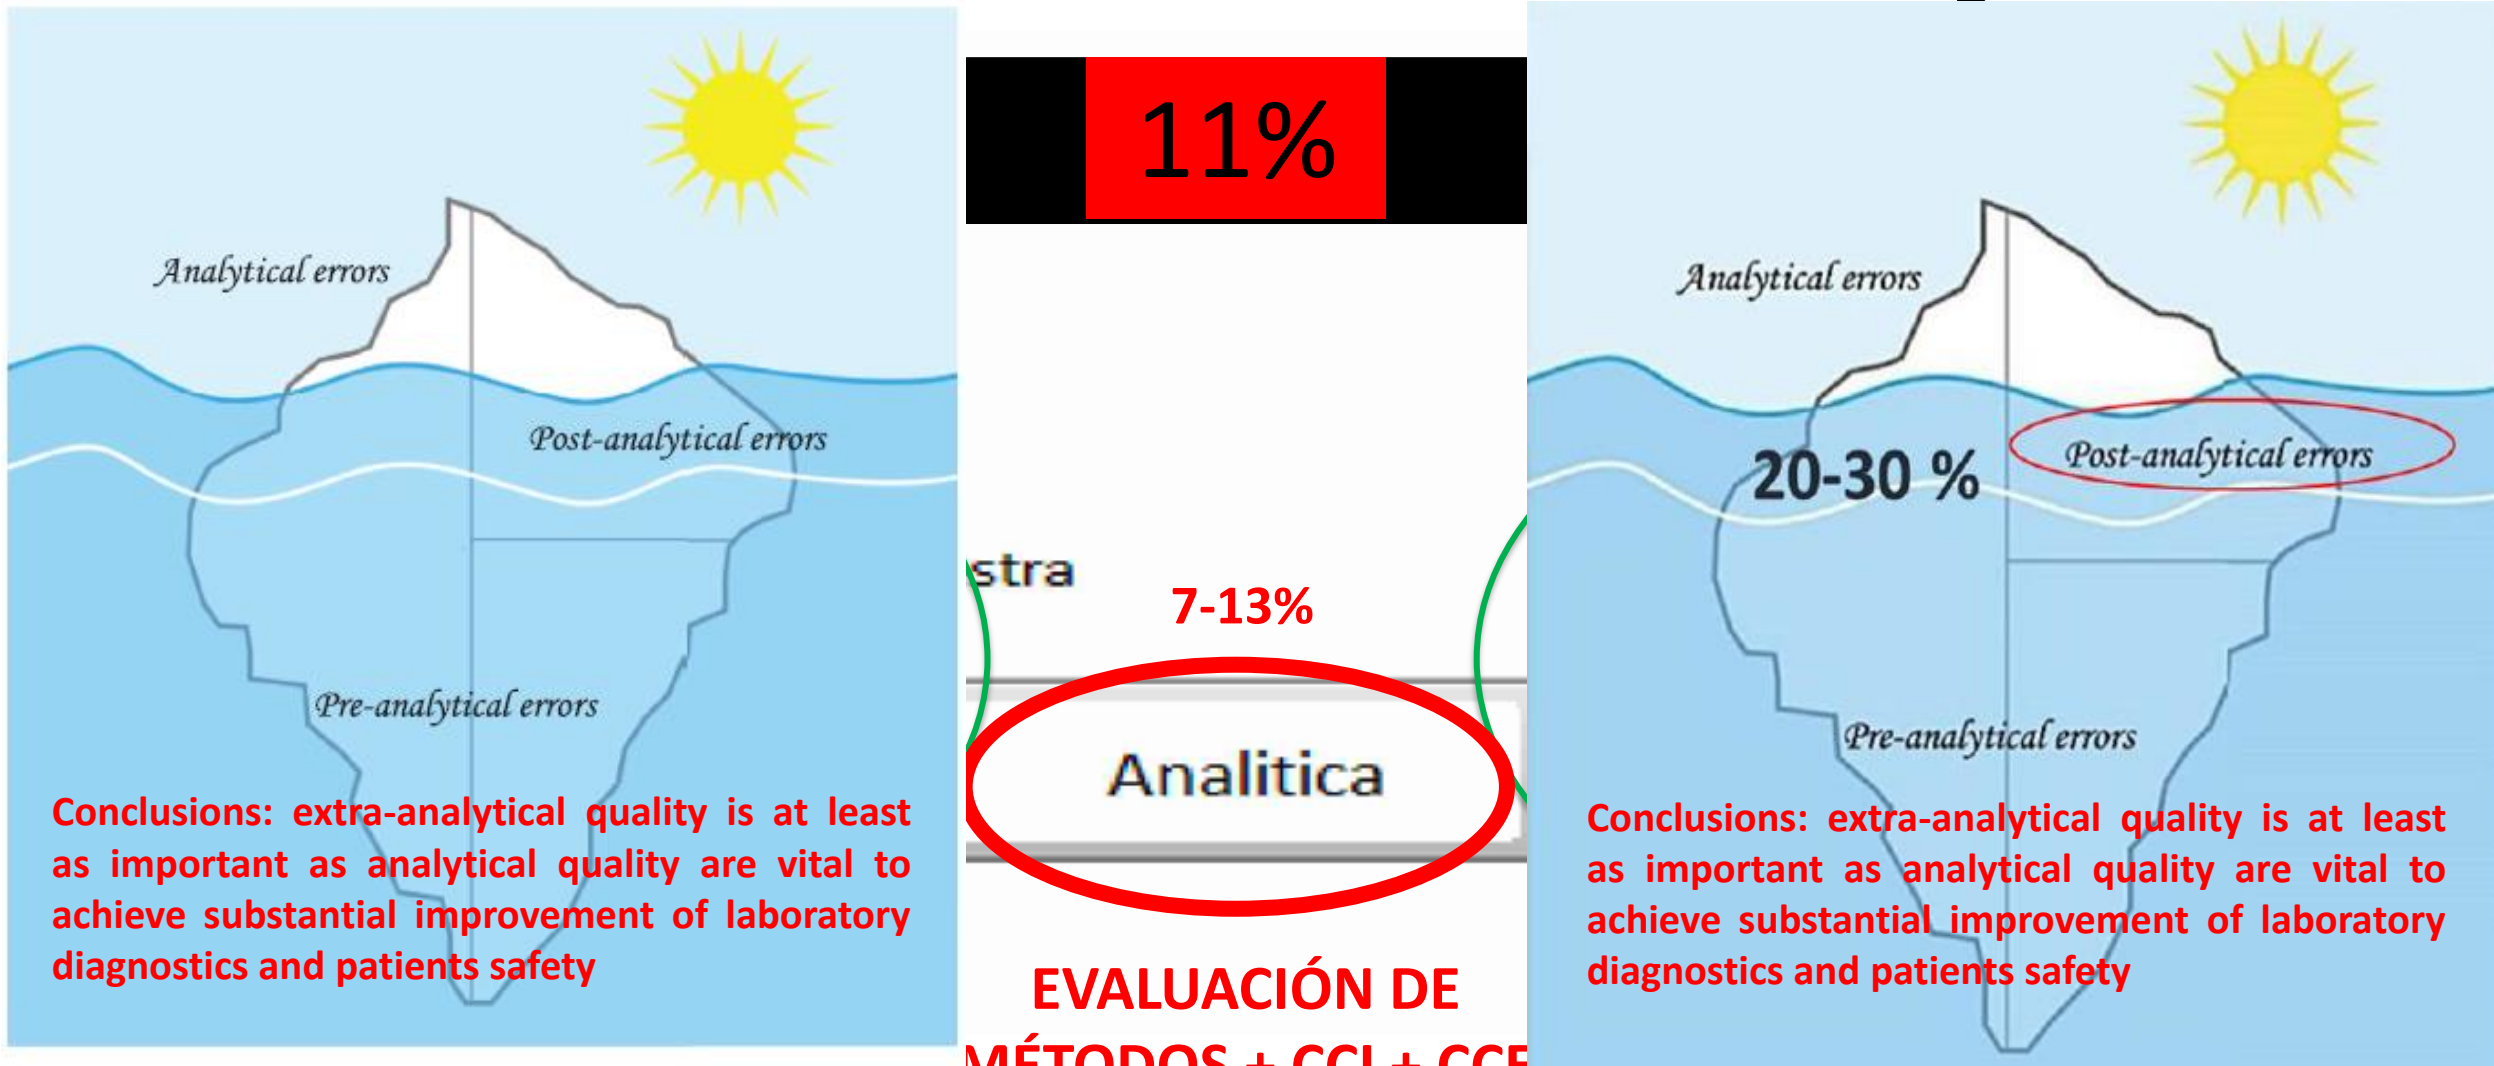 Analytical errors
Post-analytical errors
Pre-analytical errors
Conclusions: extra-analytical quality is at least
as important as analytical quality are vital to
achieve substantial improvement of laboratory
diagnostics and patients safety
11%
stra
7-13%
Analitica
EVALUACIÓN DE
MÉTODOS + CCI + CCE
Analytical errors
20-30 %
Post-analytical errors
Pre-analytical errors
Conclusions: extra-analytical quality is at least
as important as analytical quality are vital to
achieve substantial improvement of laboratory
diagnostics and patients safety